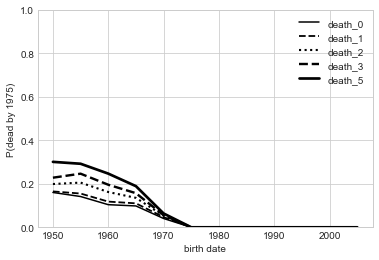 1.0
0.8
0.6
0.4
0.2
0.0
P(dead by 1975)
death_0
death_1
death_2
death_3
death_5
1950 1960 1970 1980 1990 2000
birth date